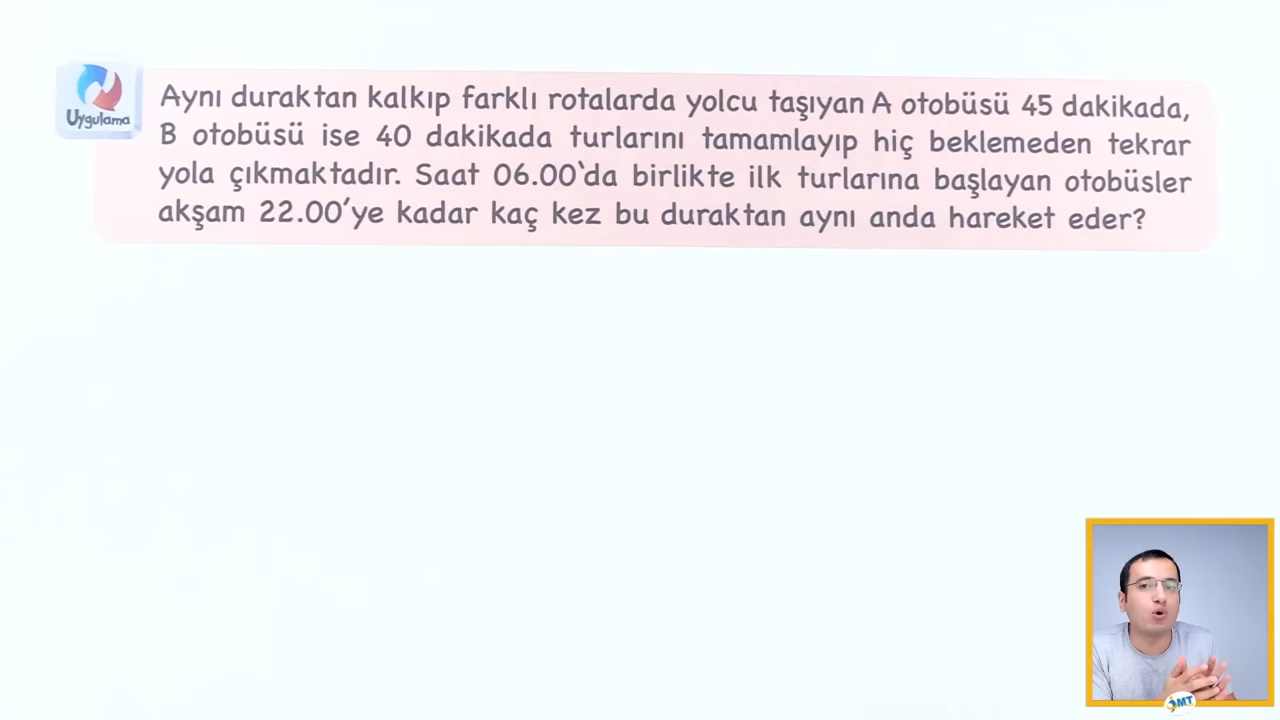 Uygulama
Aynı duraktan kalkıp farklı rotalarda yolcu taşıyan A otobüsü 45 dakikada,
B otobüsü ise 40 dakikada turlarını tamamlayıp hiç beklemeden tekrar
yola çıkmaktadır. Saat 06.00‘da birlikte ilk turlarına başlayan otobüsler
akşam 22.00’ye kadar kaç kez bu duraktan aynı anda hareket eder?
MT